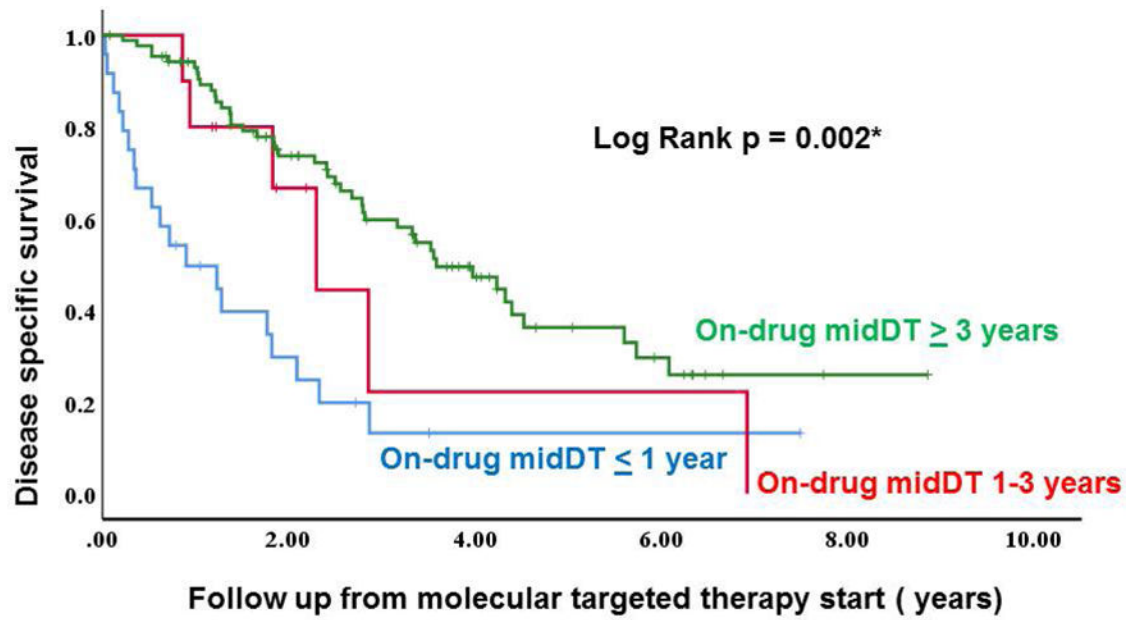 Disease specific survival
1.0
0.8
0.6
0.4
0.2
0.0
Log Rank p = 0.002*
On-drug midDT ≥ 3 years
On-drug midDT ≤ 1 year
On-drug midDT 1-3 years
.00 2.00 4.00 6.00 8.00 10.00
Follow up from molecular targeted therapy start ( years)